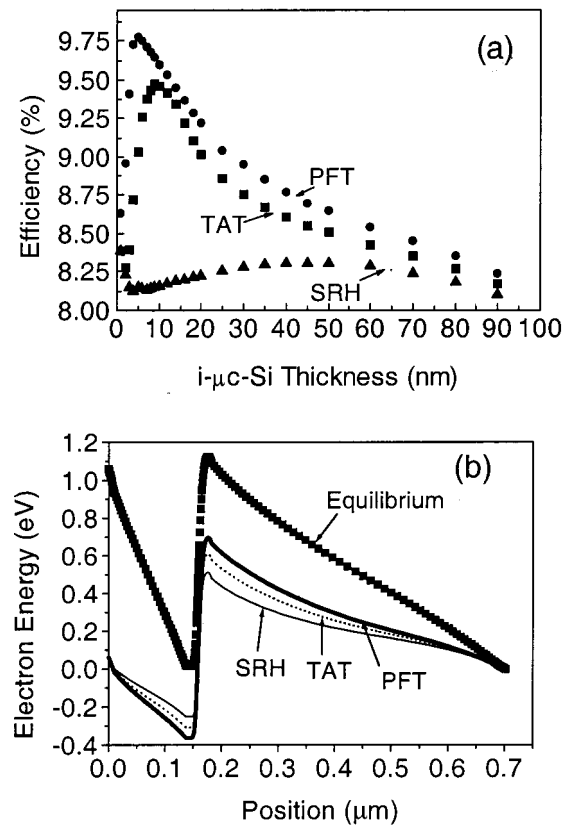 (a)
9.75
9.50
9.25
9.00
8.75
8.50
8.25
8.00
Efficiency (%)
PFT
TAT
SRH
0 10 20 30 40 50 60 70 80 90 100
i-μc-Si Thickness (nm)
(b)
1.2
1.0
0.8
0.6
0.4
0.2
0.0
-0.2
-0.4
Electron Energy (eV)
Equilibrium
SRH TAT PFT
0.0 0.1 0.2 0.3 0.4 0.5 0.6 0.7
Position (μm)